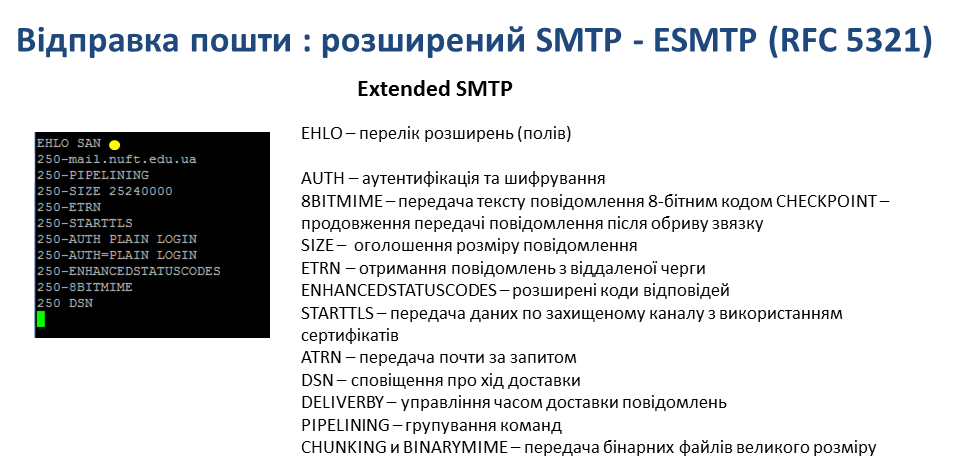 Відправка пошти : розширений SMTP - ESMTP (RFC 5321)
Extended SMTP
EHLO SAN
250-mail.nuft.edu.ua
250-PIPELINING
250-SIZE 25240000
250-ETRN
250-STARTTLS
250-AUTH PLAIN LOGIN
250-AUTH=PLAIN LOGIN
250-ENHANCEDSTATUSCODES
250-8BITMIME
250 DSN
EHLO – перелік розширень (полів)
AUTH – аутентифікація та шифрування
8BITMIME – передача тексту повідомлення 8-бітним кодом CHECKPOINT –
продовження передачі повідомлення після обриву звязку
SIZE – оголошення розміру повідомлення
ETRN – отримання повідомлень з віддаленої черги
ENHANCEDSTATUSCODES – розширені коди відповідей
STARTTLS – передача даних по захищеному каналу з використанням
сертифікатів
ATRN – передача почти за запитом
DSN – сповіщення про хід доставки
DELIVERBY – управління часом доставки повідомлень
PIPELINING – групування команд
CHUNKING и BINARYMIME – передача бінарних файлів великого розміру